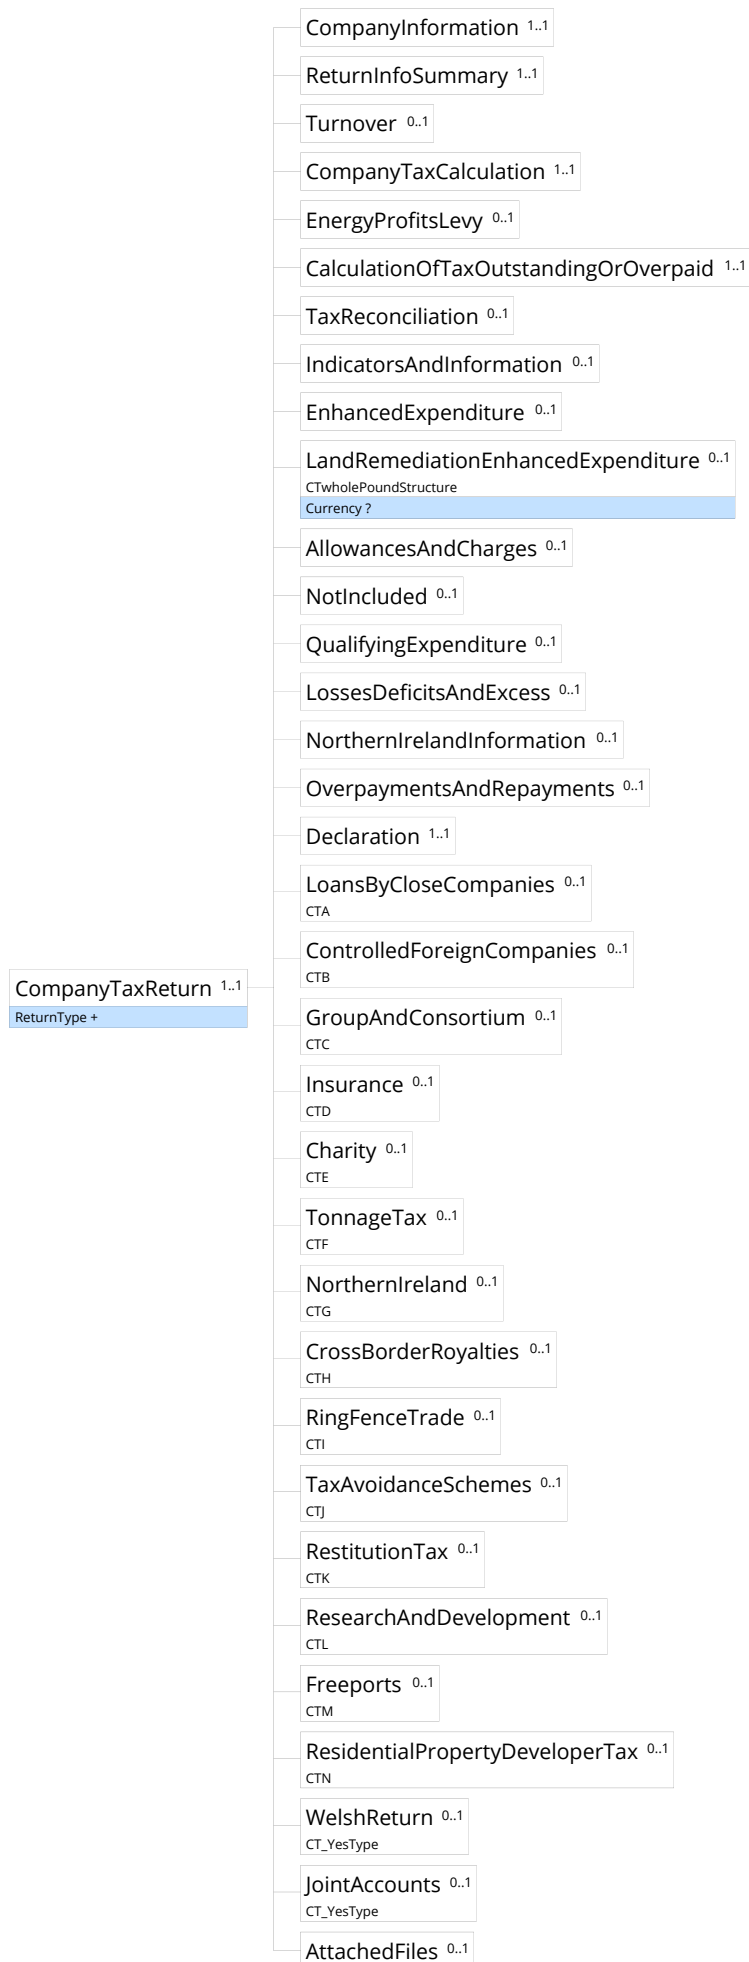 CompanyInformation 1..1
ReturnInfoSummary 1..1
Turnover 0..1
CompanyTaxCalculation 1..1
EnergyProfitsLevy 0..1
CalculationOfTaxOutstandingOrOverpaid 1..1
TaxReconciliation 0..1
IndicatorsAndInformation 0..1
EnhancedExpenditure 0..1
LandRemediationEnhancedExpenditure 0..1
CTwholePoundStructure
Currency ?
AllowancesAndCharges 0..1
NotIncluded 0..1
QualifyingExpenditure 0..1
LossesDeficitsAndExcess 0..1
NorthernIrelandInformation 0..1
OverpaymentsAndRepayments 0..1
Declaration 1..1
LoansByCloseCompanies 0..1
CTA
ControlledForeignCompanies 0..1
CTB
CompanyTaxReturn 1..1
ReturnType +
GroupAndConsortium 0..1
CTC
Insurance 0..1
CTD
Charity 0..1
CTE
TonnageTax 0..1
CTF
NorthernIreland 0..1
CTG
CrossBorderRoyalties 0..1
CTH
RingFenceTrade 0..1
CTI
TaxAvoidanceSchemes 0..1
CTJ
RestitutionTax 0..1
CTK
ResearchAndDevelopment 0..1
CTL
Freeports 0..1
CTM
ResidentialPropertyDeveloperTax 0..1
CTN
WelshReturn 0..1
CT_YesType
JointAccounts 0..1
CT_YesType
AttachedFiles 0..1